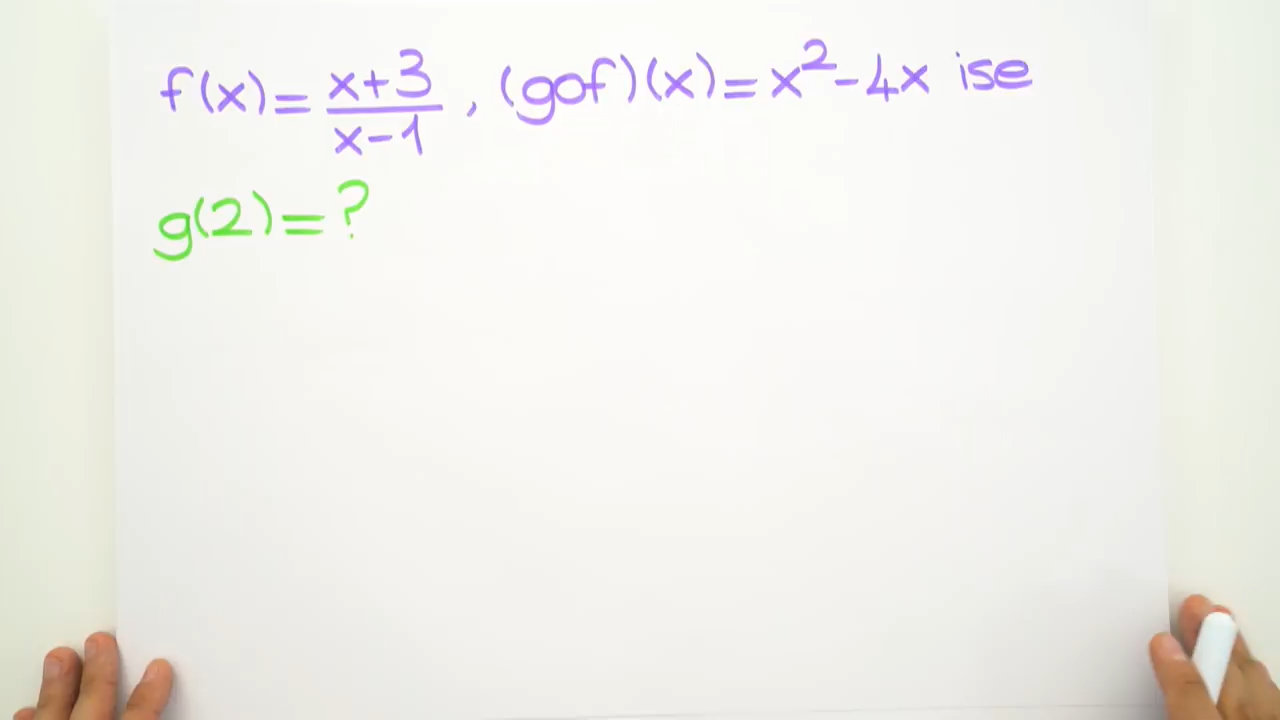 f(x) = x+3 / x-1 , (gof)(x) = x² - 4x ise
g(2) = ?